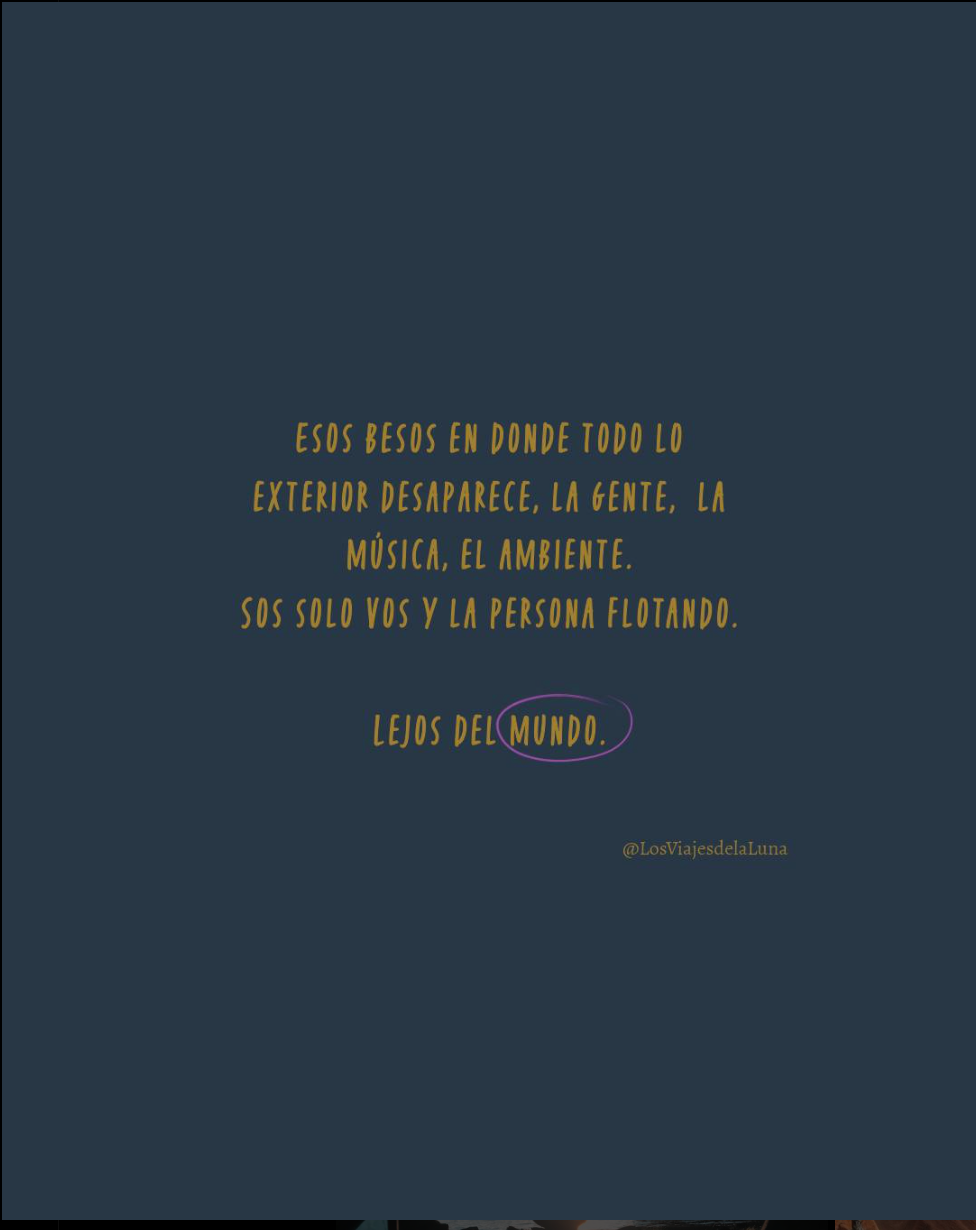 ESOS BESOS EN DONDE TODO LO
EXTERIOR DESAPARECE, LA GENTE, LA
MÚSICA, EL AMBIENTE.
SOS SOLO VOS Y LA PERSONA FLOTANDO.
LEJOS DEL MUNDO.
@LosViajesdelaLuna